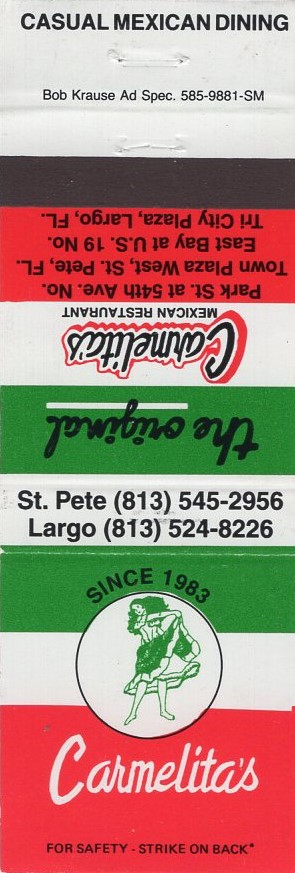 CASUAL MEXICAN DINING
Bob Krause Ad Spec. 585-9881-SM
the original
Carmelita's
MEXICAN RESTAURANT
Park St. at 54th Ave. No.
Town Plaza West, St. Pete, FL.
East Bay at U.S. 19 No.
Tri City Plaza, Largo, FL.
St. Pete (813) 545-2956
Largo (813) 524-8226
SINCE 1983
Carmelita's
FOR SAFETY - STRIKE ON BACK*